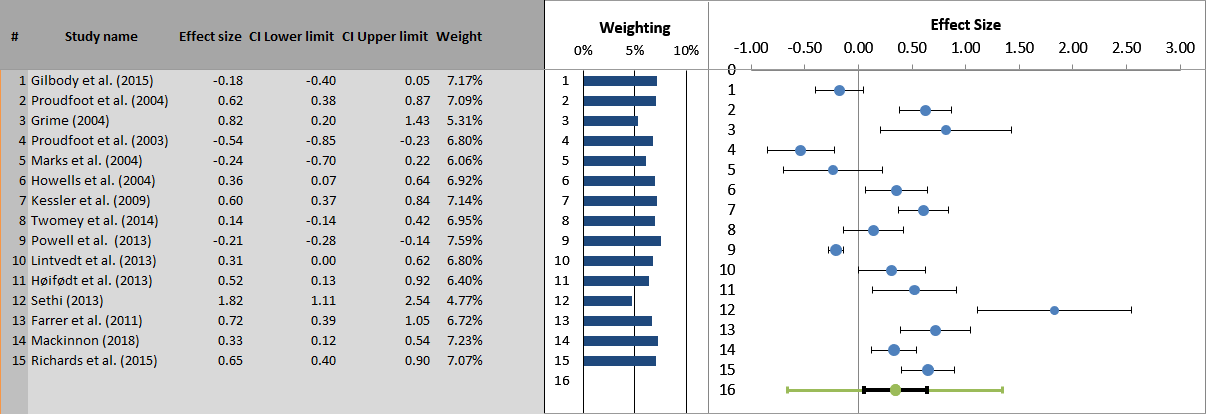 # Study name Effect size CI Lower limit CI Upper limit Weight
1 Gilbody et al. (2015) -0.18 -0.40 0.05 7.17%
2 Proudfoot et al. (2004) 0.62 0.38 0.87 7.09%
3 Grime (2004) 0.82 0.20 1.43 5.31%
4 Proudfoot et al. (2003) -0.54 -0.85 -0.23 6.80%
5 Marks et al. (2004) -0.24 -0.70 0.22 6.06%
6 Howells et al. (2004) 0.36 0.07 0.64 6.92%
7 Kessler et al. (2009) 0.60 0.37 0.84 7.14%
8 Twomey et al. (2014) 0.14 -0.14 0.42 6.95%
9 Powell et al. (2013) -0.21 -0.28 -0.14 7.59%
10 Lintvedt et al. (2013) 0.31 0.00 0.62 6.80%
11 Høifødt et al. (2013) 0.52 0.13 0.92 6.40%
12 Sethi (2013) 1.82 1.11 2.54 4.77%
13 Farrer et al. (2011) 0.72 0.39 1.05 6.72%
14 Mackinnon (2018) 0.33 0.12 0.54 7.23%
15 Richards et al. (2015) 0.65 0.40 0.90 7.07%
Weighting
0% 5% 10%
1
2
3
4
5
6
7
8
9
10
11
12
13
14
15
16
Effect Size
-1.00 -0.50 0.00 0.50 1.00 1.50 2.00 2.50 3.00
0
1
2
3
4
5
6
7
8
9
10
11
12
13
14
15
16